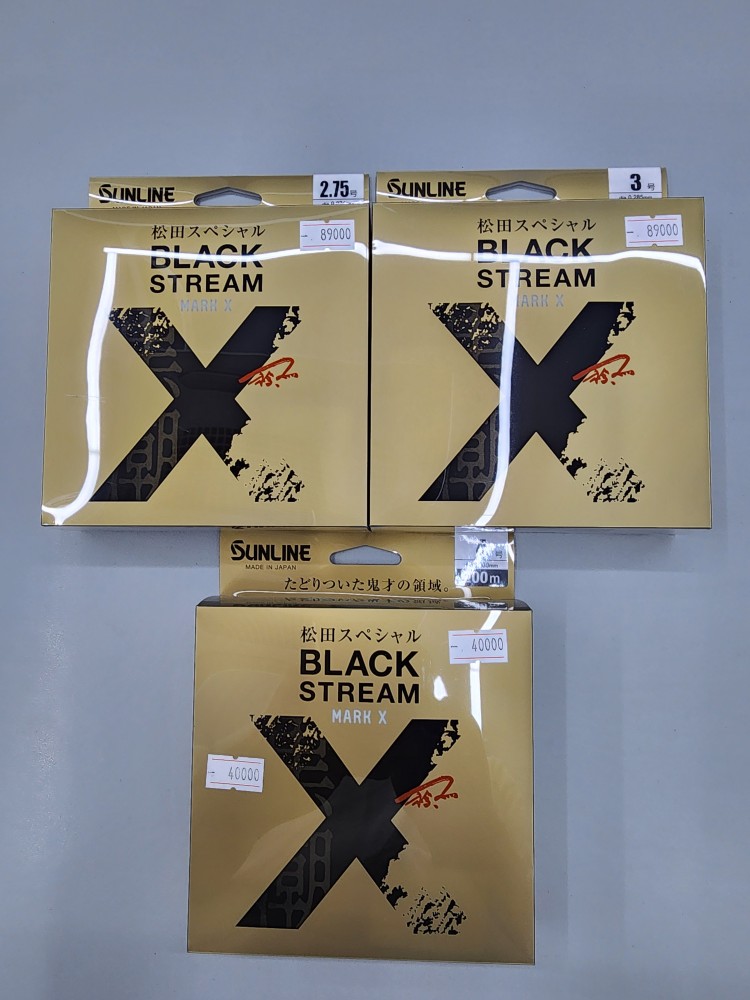 SUNLINE
2.75号
松田スペシャル
- 89000
BLACK
STREAM
MARK X
SUNLINE
3号
松田スペシャル
- 89000
BLACK
STREAM
MARK X
SUNLINE
MADE IN JAPAN
号
00m
たどりついた鬼才の領域。
松田スペシャル
- 40000
BLACK
STREAM
MARK X
- 40000